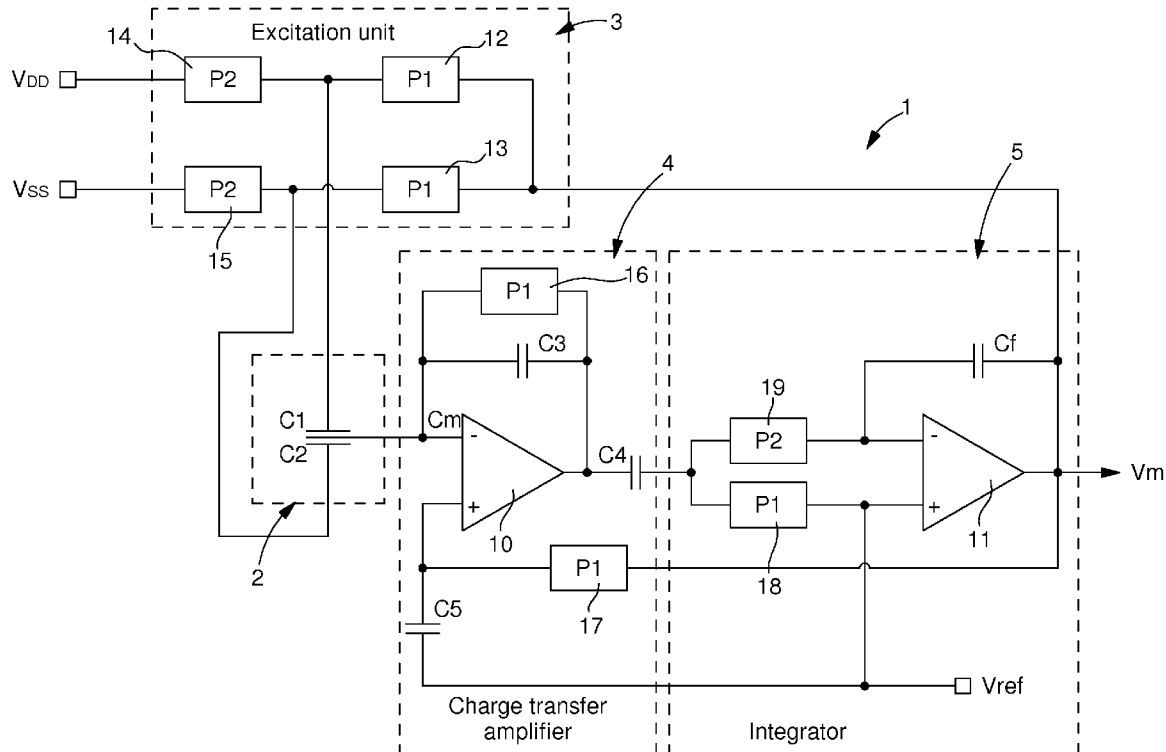 Excitation unit
3
14
12
VDD
P2
P1
1
13
4
5
VSS
P2
P1
15
16
P1
C3
Cf
19
C1
Cm
-
P2
-
C2
C4
Vm
+
P1
+
10
11
2
P1
18
C5
17
Vref
Charge transfer
amplifier
Integrator